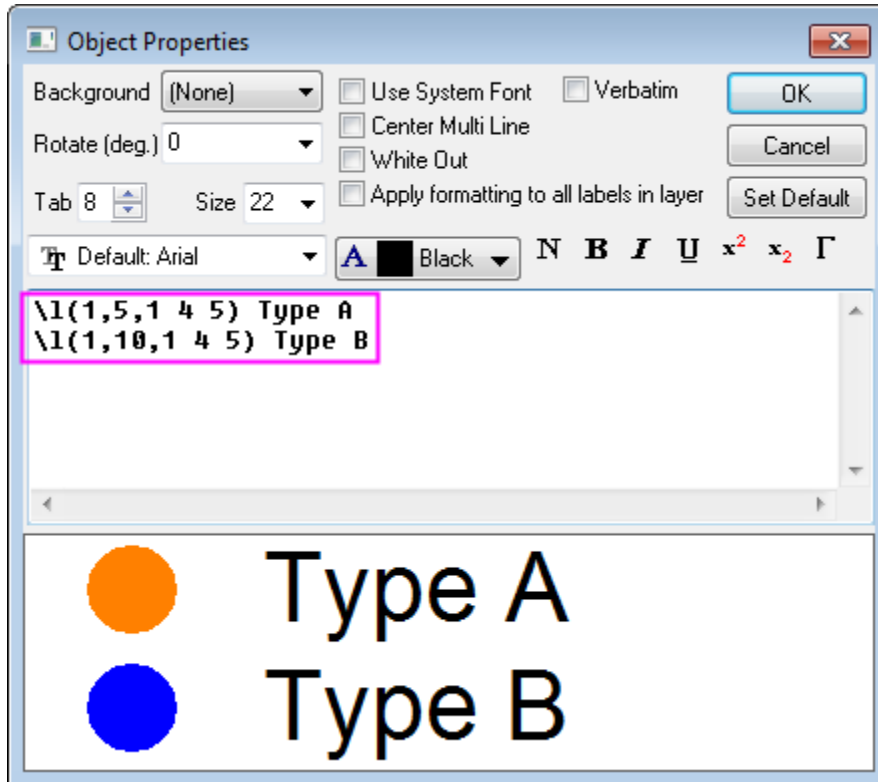 Object Properties
Background (None) Use System Font Verbatim OK
Rotate (deg.) 0 Center Multi Line Cancel
White Out
Tab 8 Size 22 Apply formatting to all labels in layer Set Default
Default: Arial A Black N B I U x² x₂ Γ
\l(1,5,1 4 5) Type A
\l(1,10,1 4 5) Type B
Type A
Type B